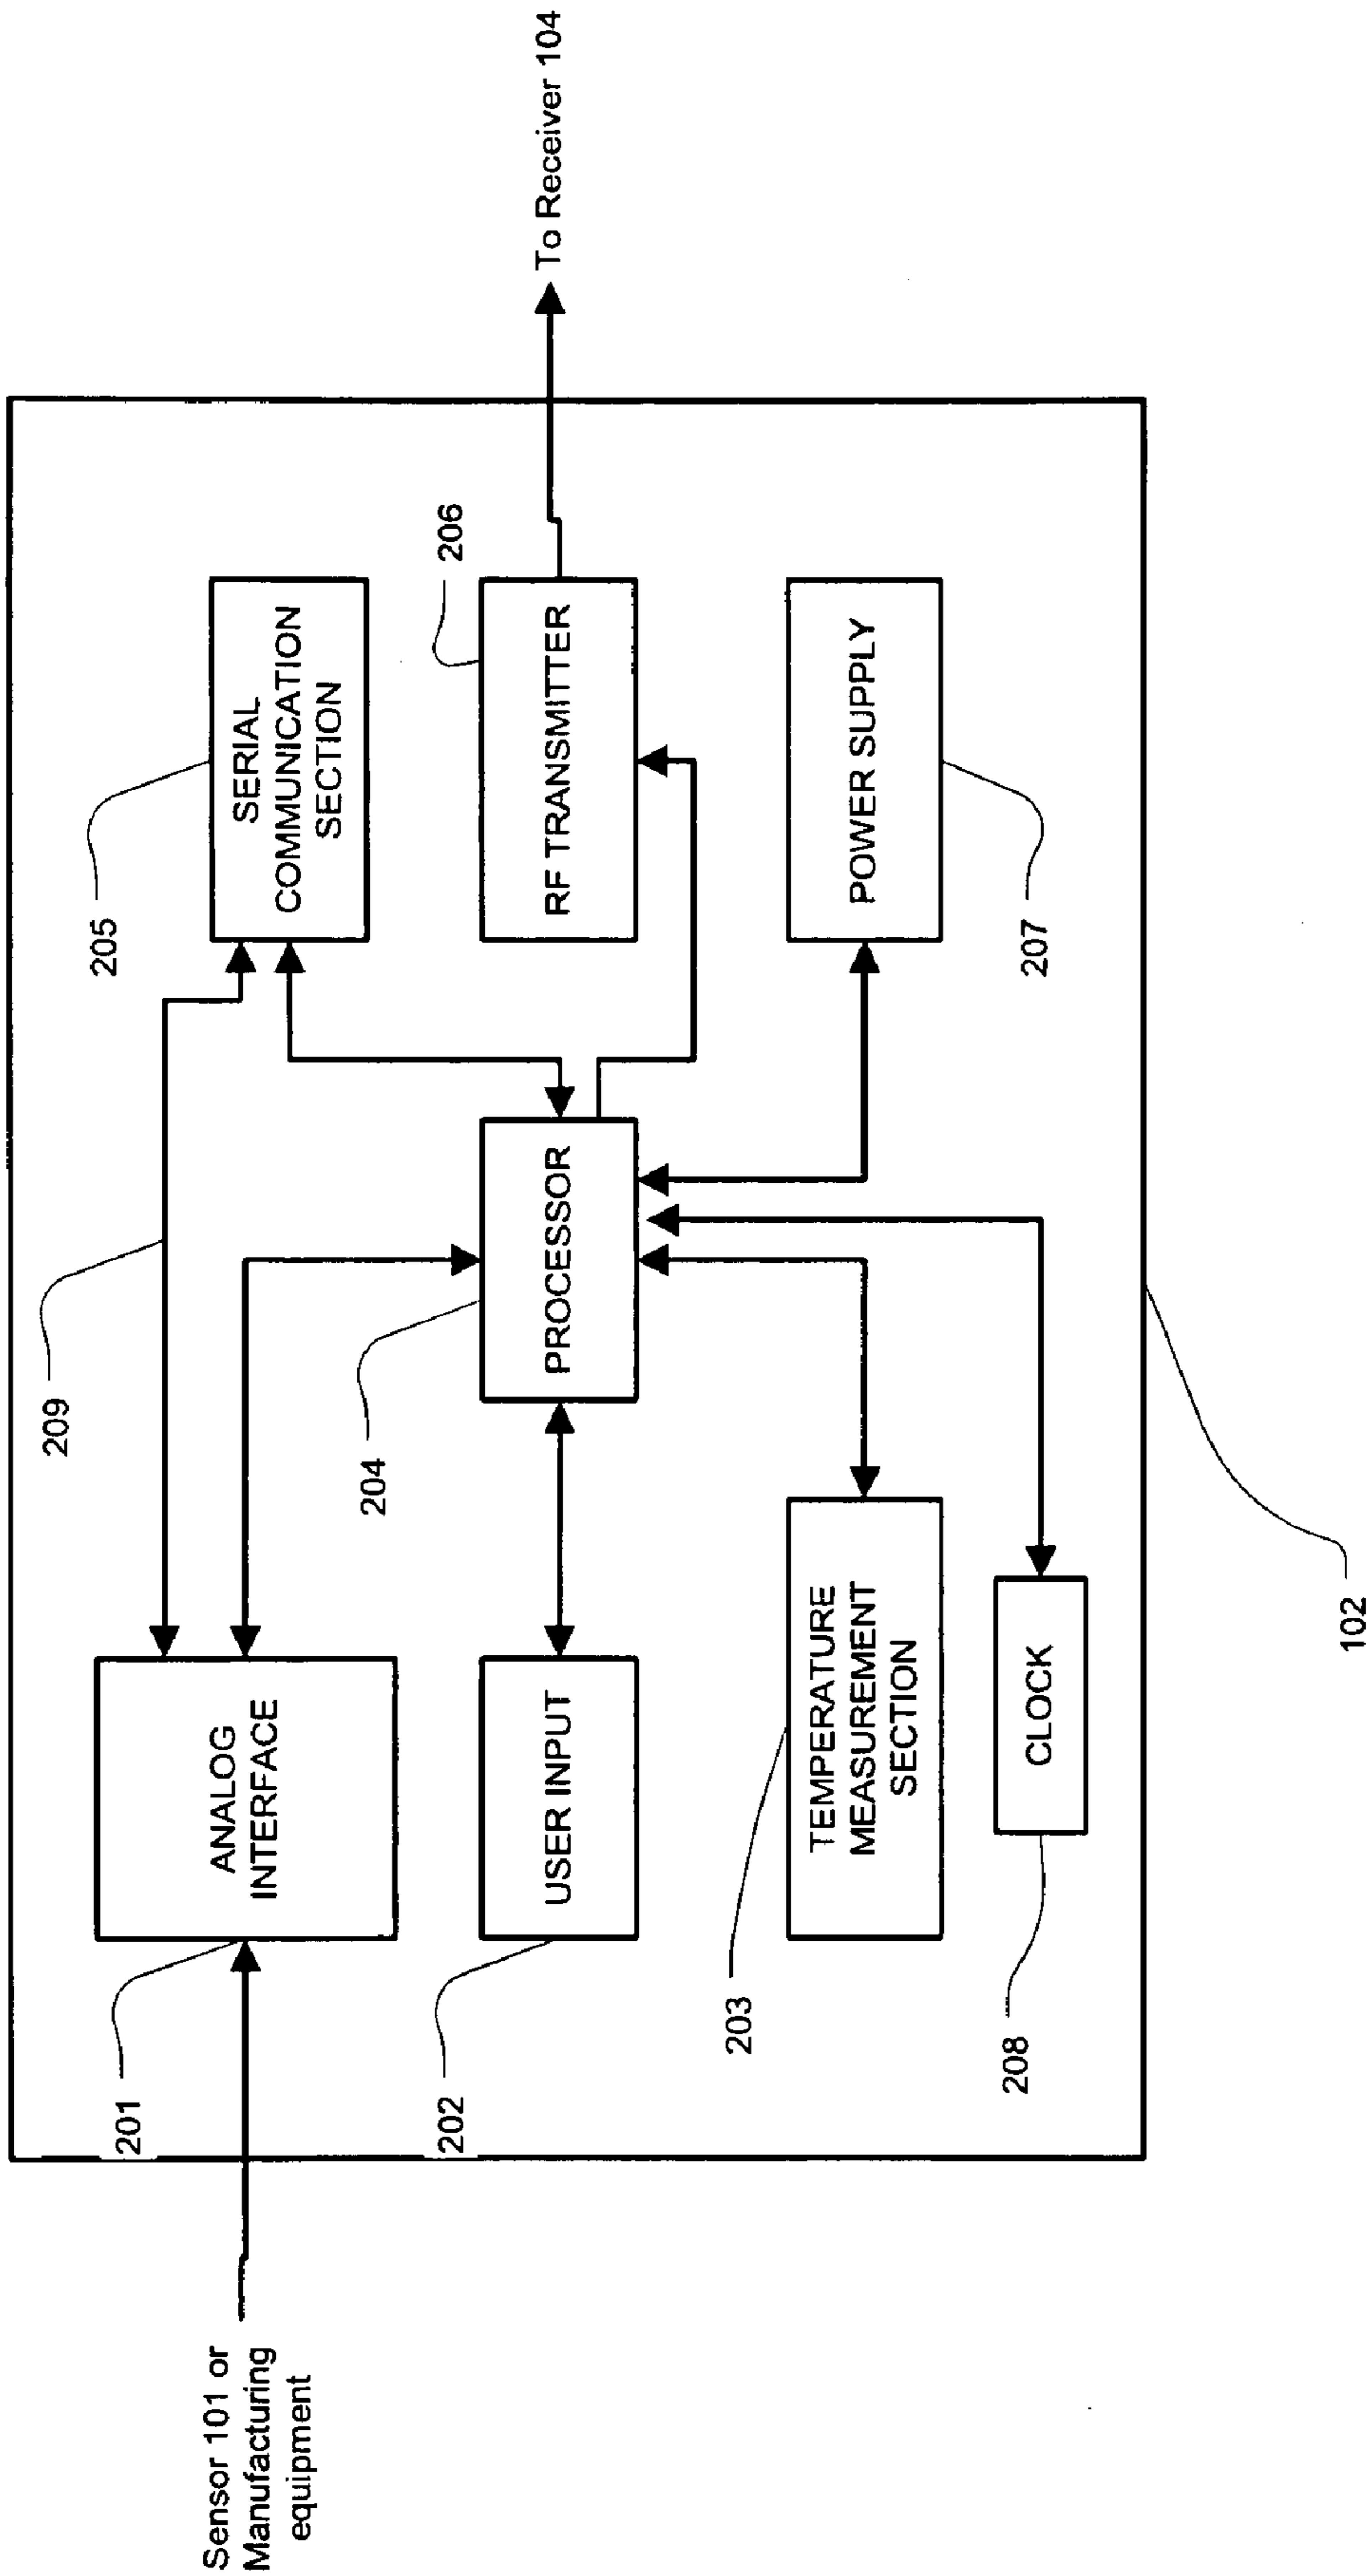 209
205
ANALOG
INTERFACE
SERIAL
COMMUNICATION
SECTION
201
Sensor 101 or
Manufacturing
equipment
204
206
USER INPUT
PROCESSOR
RF TRANSMITTER
To Receiver 104
202
203
TEMPERATURE
MEASUREMENT
SECTION
POWER SUPPLY
208
CLOCK
207
102